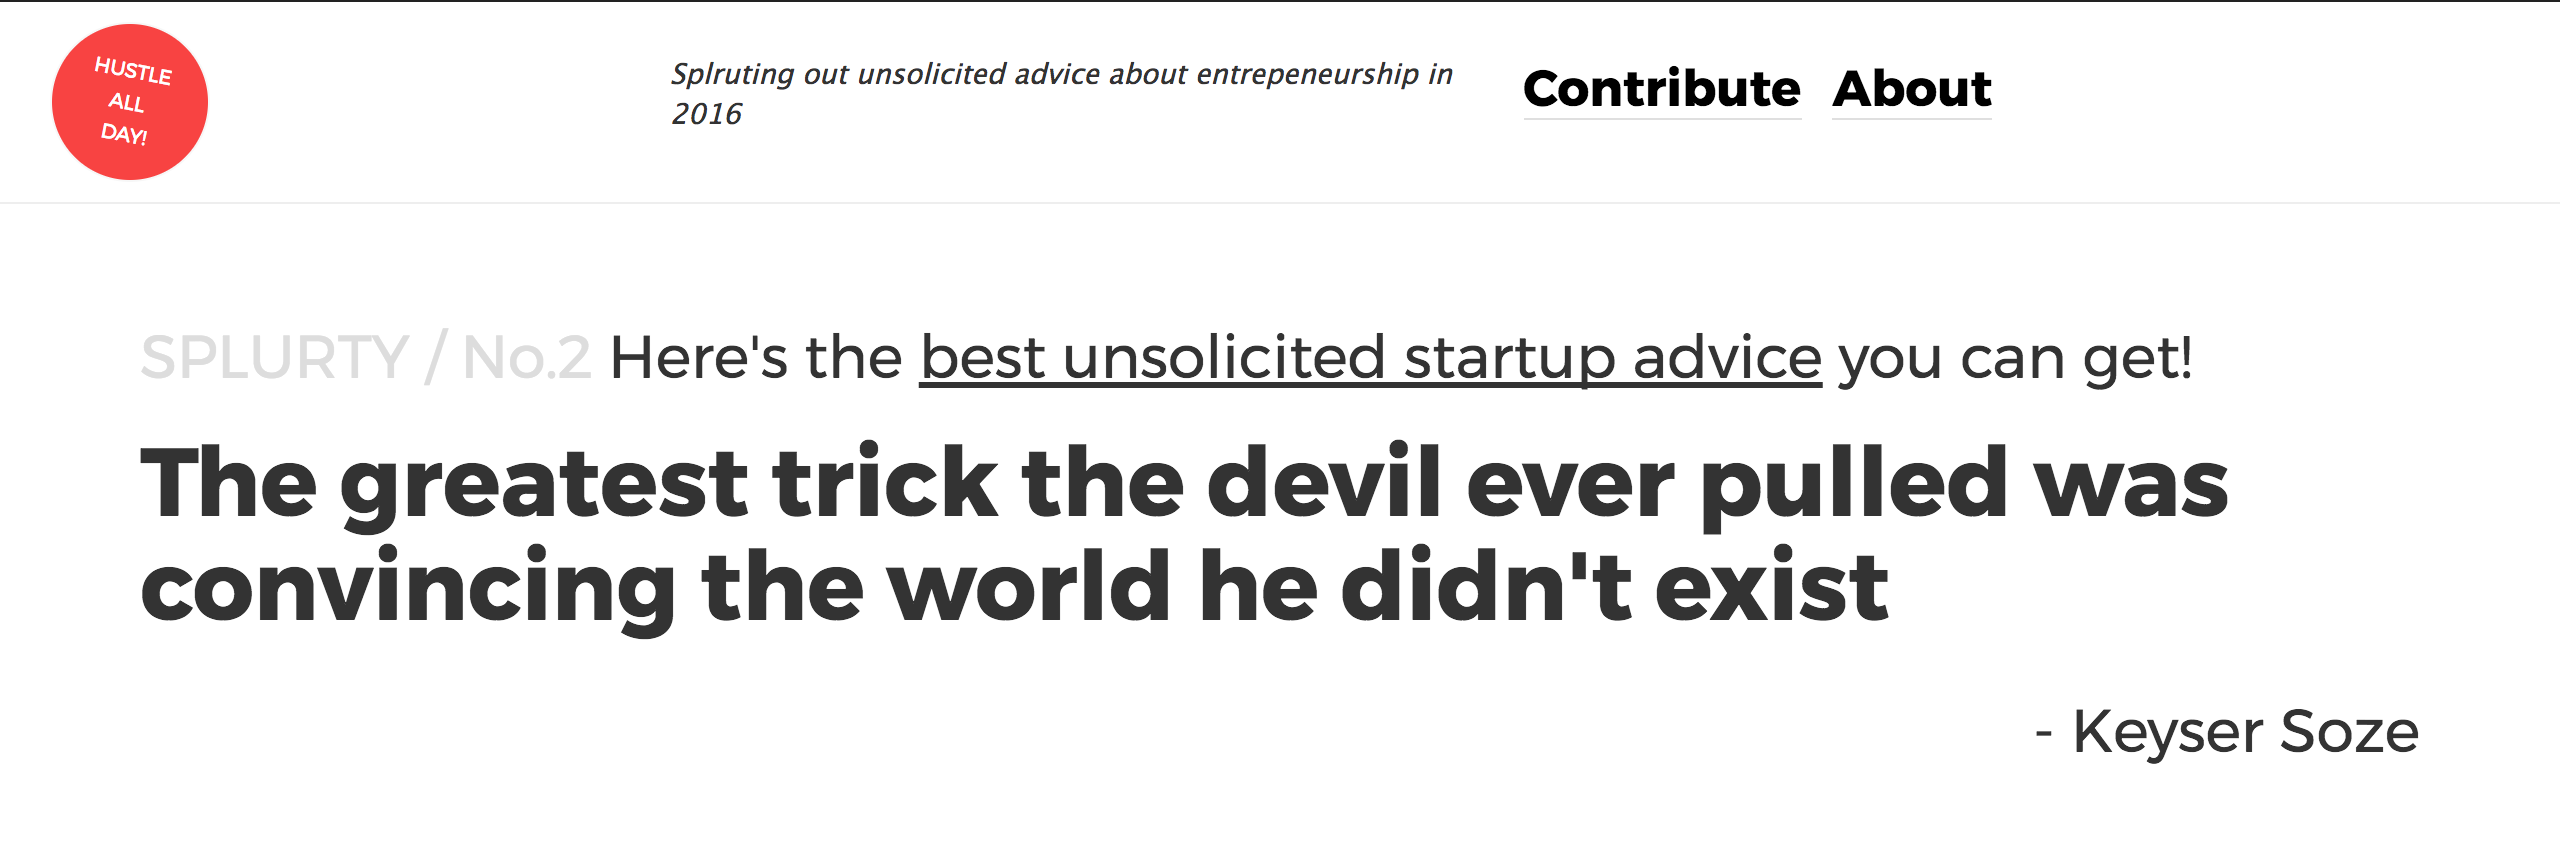 HUSTLE
ALL
DAY!
Splruting out unsolicited advice about entrepeneurship in
2016
Contribute About
SPLURTY / No.2 Here's the best unsolicited startup advice you can get!
The greatest trick the devil ever pulled was
convincing the world he didn't exist
- Keyser Soze